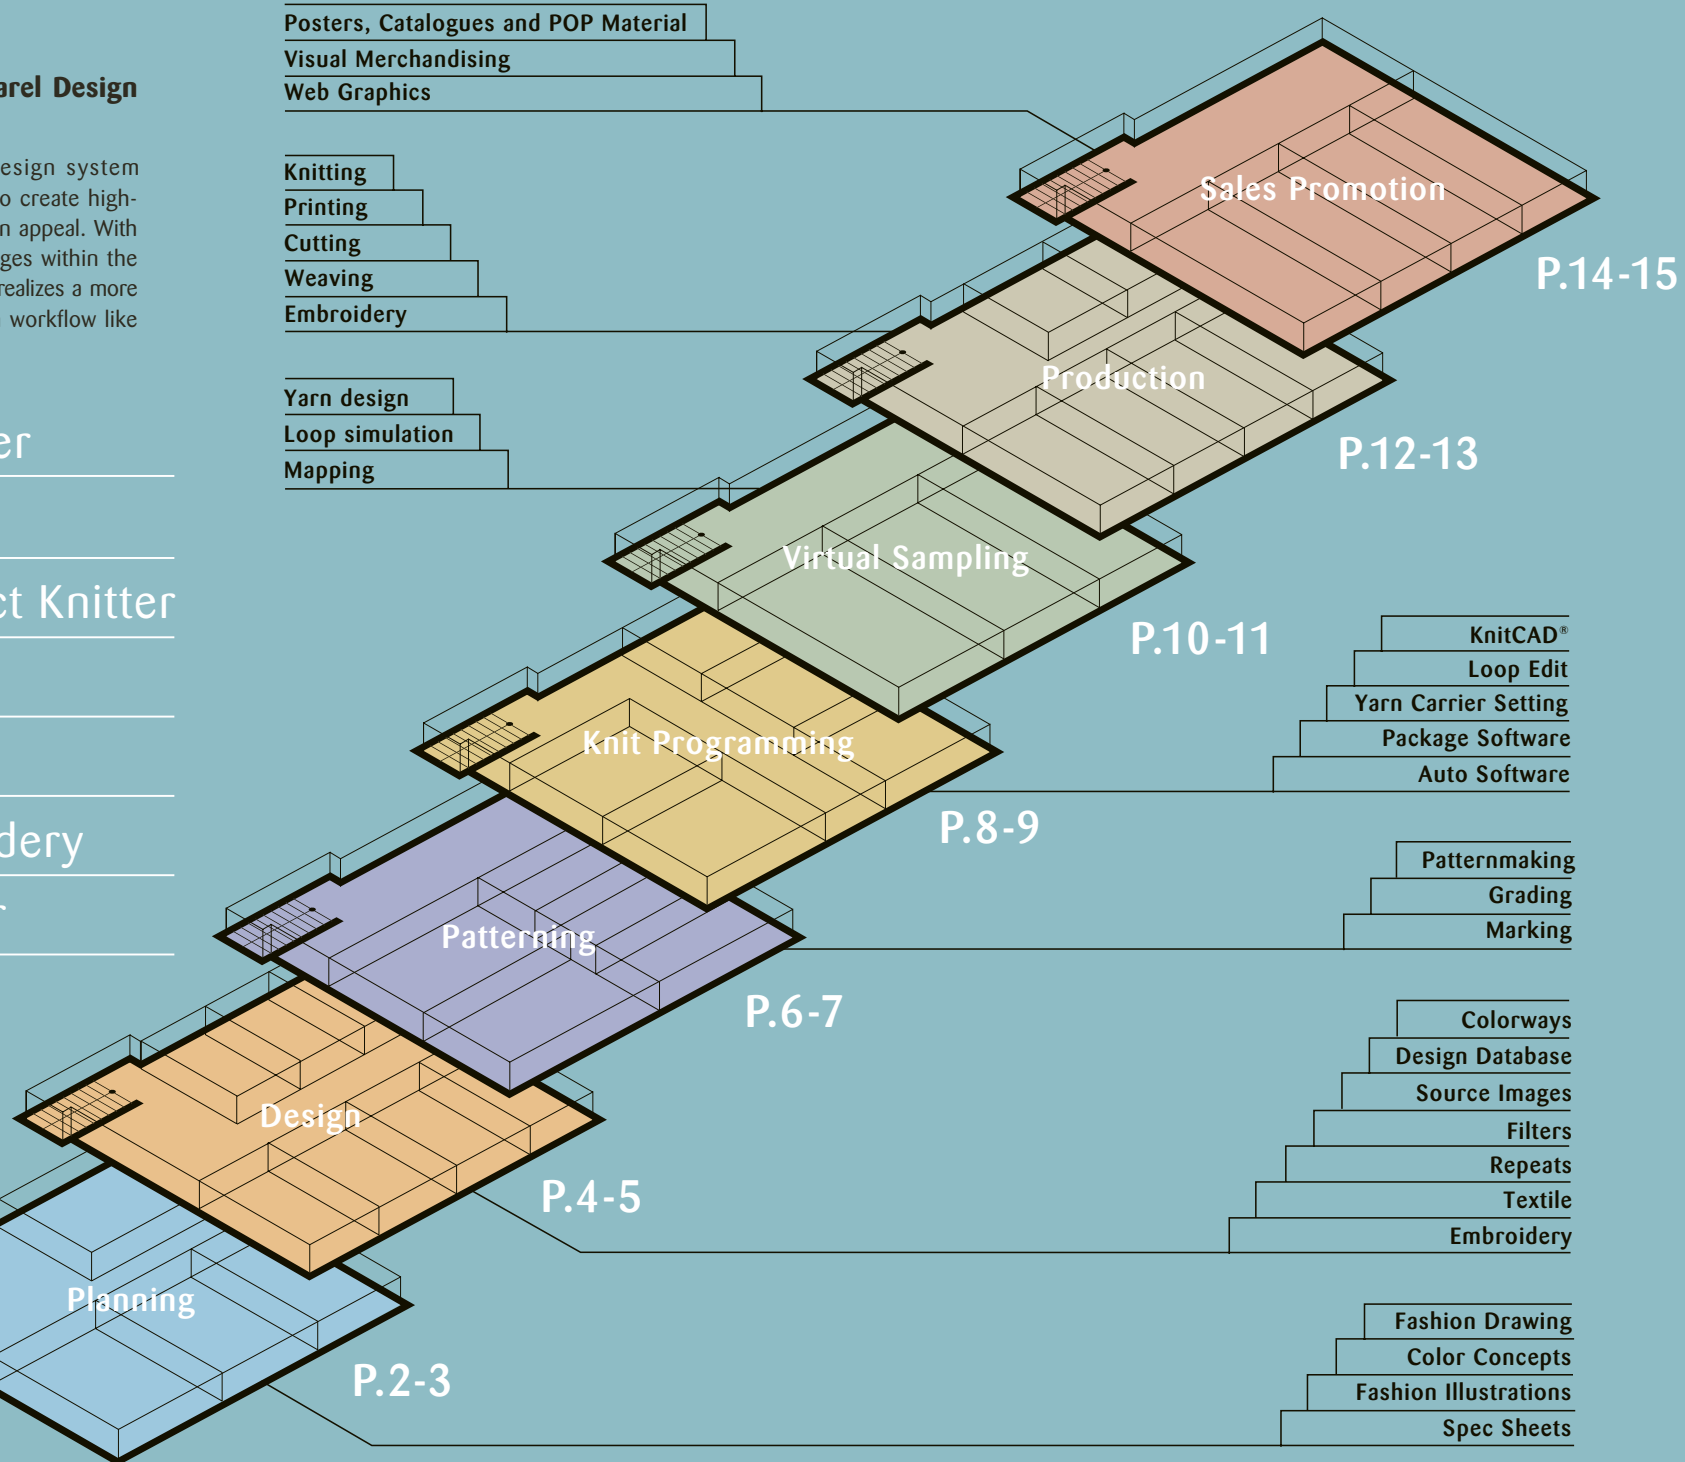 arel Design
esign system
o create high-
n appeal. With
ges within the
realizes a more
workflow like
er
ct Knitter
dery
r
Posters, Catalogues and POP Material
Visual Merchandising
Web Graphics
Knitting
Printing
Cutting
Weaving
Embroidery
Yarn design
Loop simulation
Mapping
Sales Promotion
P.14-15
Production
P.12-13
Virtual Sampling
P.10-11
Knit Programming
P.8-9
Patterning
P.6-7
Design
P.4-5
Planning
P.2-3
KnitCAD®
Loop Edit
Yarn Carrier Setting
Package Software
Auto Software
Patternmaking
Grading
Marking
Colorways
Design Database
Source Images
Filters
Repeats
Textile
Embroidery
Fashion Drawing
Color Concepts
Fashion Illustrations
Spec Sheets